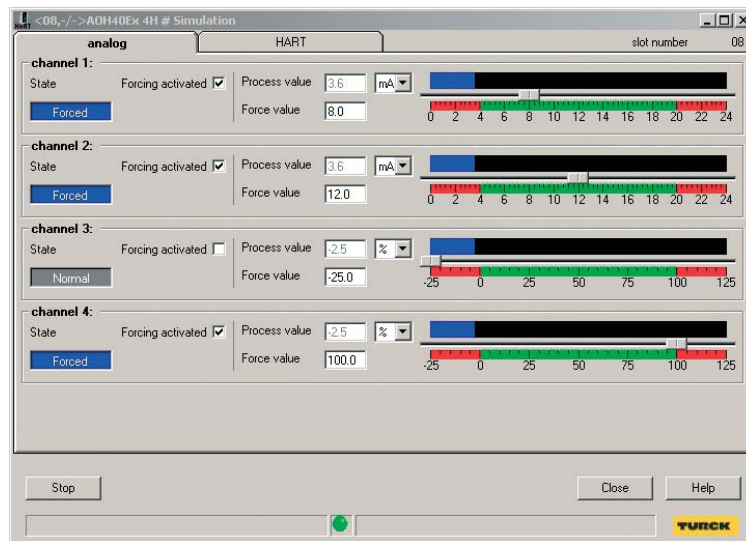 HART <08,-/->AOH40Ex 4H # Simulation
analog HART slot number 08
channel 1:
State Forcing activated Process value 3.6 mA
Forced Force value 8.0
0 2 4 6 8 10 12 14 16 18 20 22 24
channel 2:
State Forcing activated Process value 3.6 mA
Forced Force value 12.0
0 2 4 6 8 10 12 14 16 18 20 22 24
channel 3:
State Forcing activated Process value -2.5 %
Normal Force value -25.0
-25 0 25 50 75 100 125
channel 4:
State Forcing activated Process value -2.5 %
Forced Force value 100.0
-25 0 25 50 75 100 125
Stop Close Help
TURCK